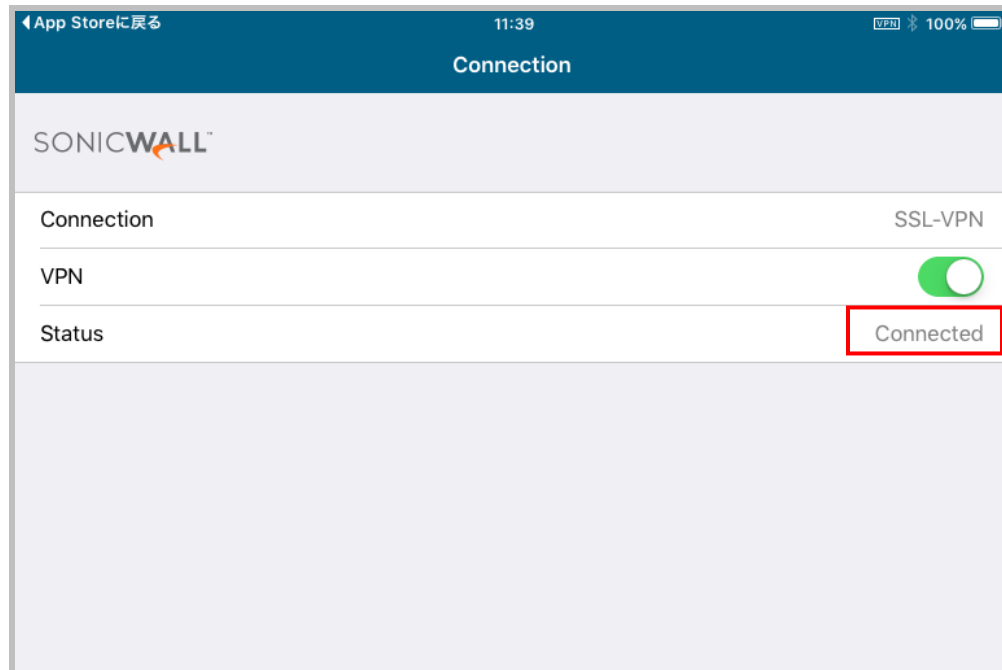 App Storeに戻る 11:39 VPN 100%
Connection
SONICWALL™
Connection SSL-VPN
VPN
Status Connected